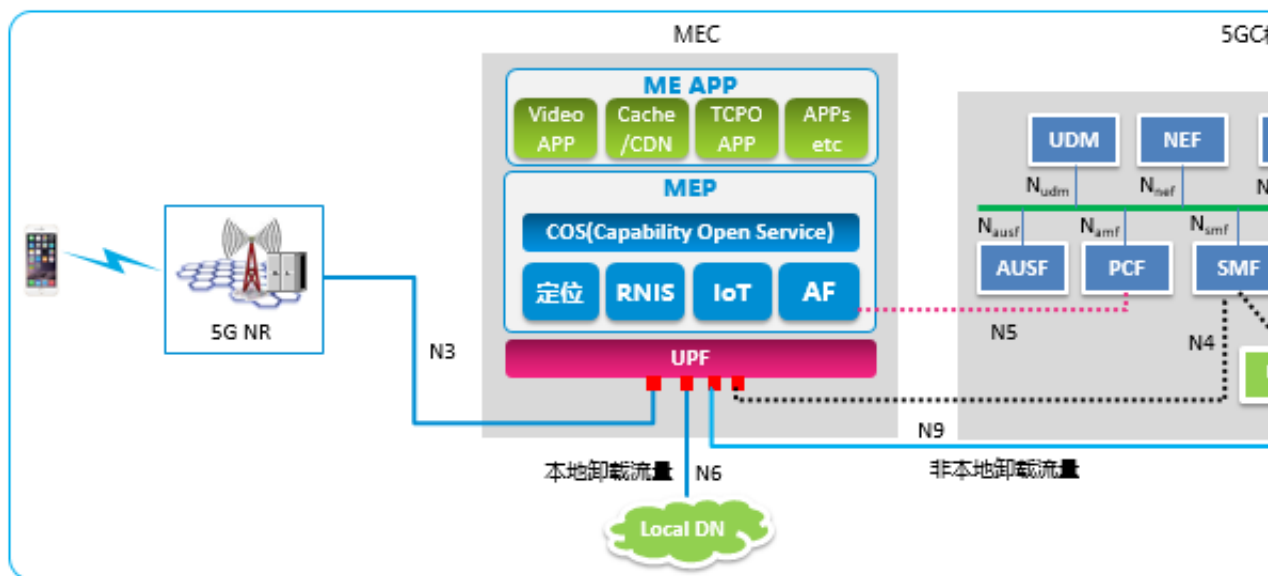 MEC
5GC
ME APP
Video
APP
Cache
/CDN
TCPO
APP
APPs
etc
MEP
COS(Capability Open Service)
定位
RNIS
IoT
AF
UPF
5G NR
N3
本地卸载流量
N6
Local DN
UDM
NEF
Nudm
Nnef
N
Nausf
Namf
Nsmf
AUSF
PCF
SMF
N5
N4
N9
非本地卸载流量